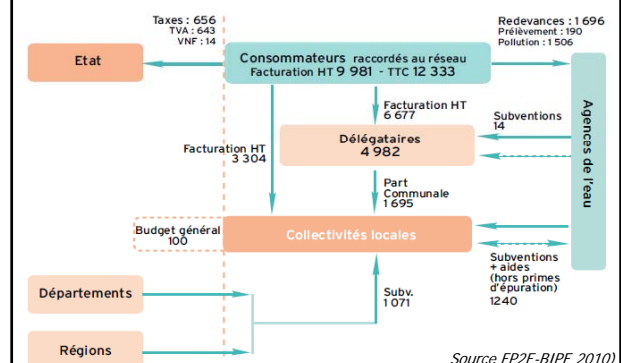 Taxes : 656
TVA : 643
VNF : 14
Redevances : 1 696
Prélèvement : 190
Pollution : 1 506
Etat
Consommateurs raccordés au réseau
Facturation HT 9 981 - TTC 12 333
Agences de l'eau
Facturation HT
6 677
Subventions
14
Facturation HT
3 304
Délégataires
4 982
Part
Communale
1 695
Budget général
100
Collectivités locales
Subventions
+ aides
(hors primes
d'épuration)
1240
Départements
Subv.
1 071
Régions
Source FP2E-BIPE 2010)